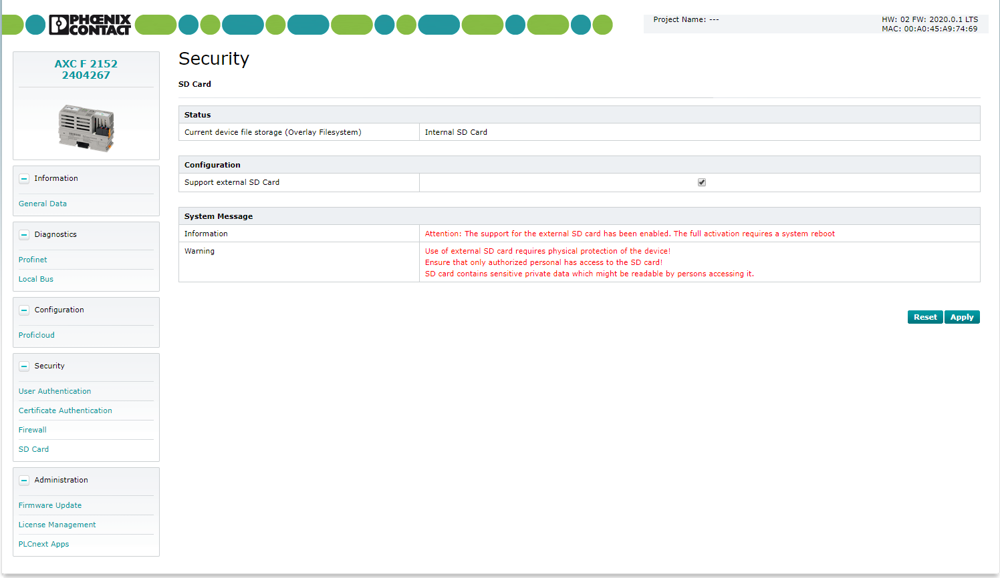 PHŒNIX
CONTACT
Project Name: ---
HW: 02 FW: 2020.0.1 LTS
MAC: 00:A0:45:A9:74:69
AXC F 2152
2404267
Information
General Data
Diagnostics
Profinet
Local Bus
Configuration
Proficloud
Security
User Authentication
Certificate Authentication
Firewall
SD Card
Administration
Firmware Update
License Management
PLCnext Apps
Security
SD Card
Status
Current device file storage (Overlay Filesystem) Internal SD Card
Configuration
Support external SD Card
System Message
Information Attention: The support for the external SD card has been enabled. The full activation requires a system reboot
Warning Use of external SD card requires physical protection of the device!
Ensure that only authorized personal has access to the SD card!
SD card contains sensitive private data which might be readable by persons accessing it.
Reset Apply